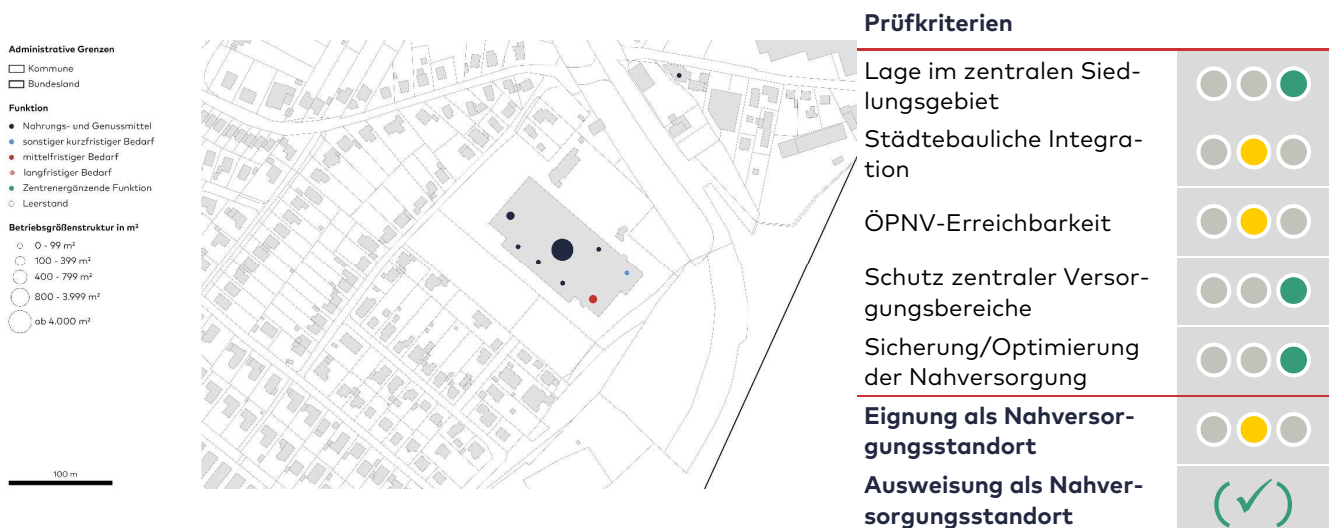 Administrative Grenzen
Kommune
Bundesland
Funktion
Nahrungs- und Genussmittel
sonstiger kurzfristiger Bedarf
mittelfristiger Bedarf
langfristiger Bedarf
Zentrenergänzende Funktion
Leerstand
Betriebsgrößenstruktur in m²
0 - 99 m²
100 - 399 m²
400 - 799 m²
800 - 3.999 m²
ab 4.000 m²
100 m
Prüfkriterien
Lage im zentralen Sied-
lungsgebiet
Städtebauliche Integra-
tion
ÖPNV-Erreichbarkeit
Schutz zentraler Versor-
gungsbereiche
Sicherung/Optimierung
der Nahversorgung
Eignung als Nahversor-
gungsstandort
Ausweisung als Nahver-
sorgungsstandort